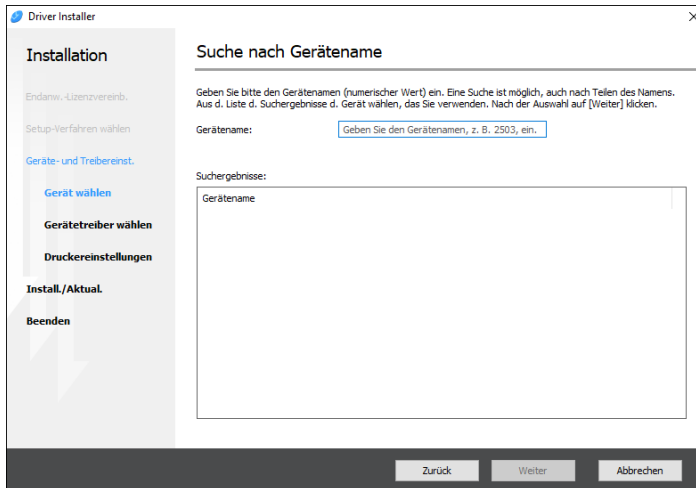 Driver Installer
Installation
Endanw.-Lizenzvereinb.
Setup-Verfahren wählen
Geräte- und Treibereinst.
Gerät wählen
Gerätetreiber wählen
Druckereinstellungen
Install./Aktual.
Beenden
Suche nach Gerätename
Geben Sie bitte den Gerätenamen (numerischer Wert) ein. Eine Suche ist möglich, auch nach Teilen des Namens.
Aus d. Liste d. Suchergebnisse d. Gerät wählen, das Sie verwenden. Nach der Auswahl auf [Weiter] klicken.
Gerätename: Geben Sie den Gerätenamen, z. B. 2503, ein.
Suchergebnisse:
Gerätename
Zurück Weiter Abbrechen